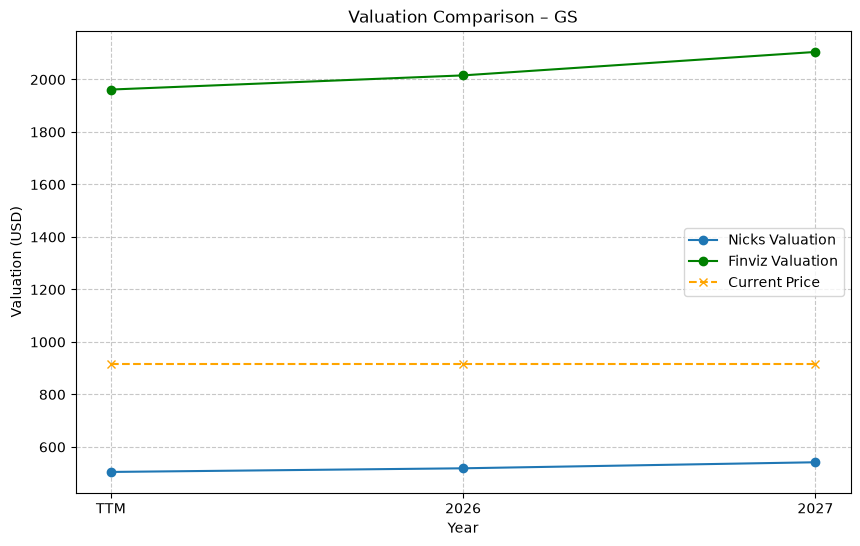 Valuation Comparison – GS
Valuation (USD)
2000
1800
1600
1400
1200
1000
800
600
Nicks Valuation
Finviz Valuation
Current Price
TTM
2026
2027
Year